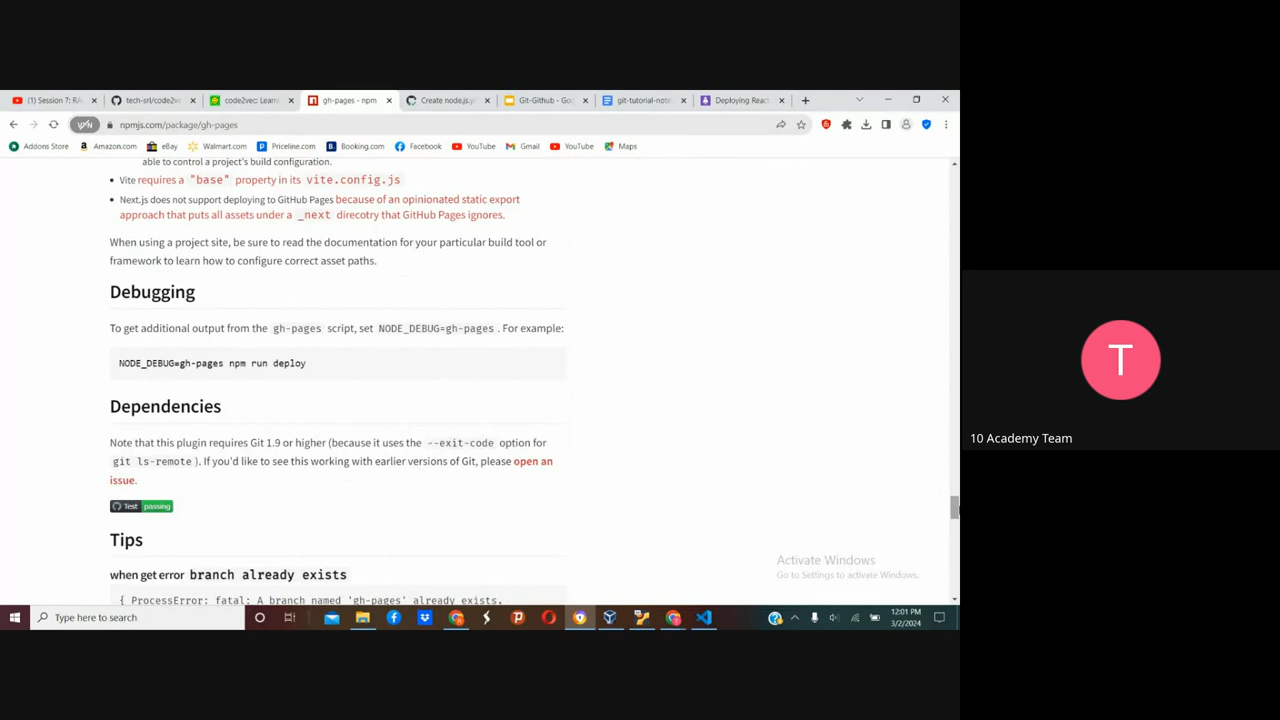 (1) Session 7: RA
tech-srl/code2ve
code2vec: Learn
gh-pages - npm
Create node.js.y
Git-Github - Goo
git-tutorial-note
Deploying React
npmjs.com/package/gh-pages
Addons Store
Amazon.com
eBay
Walmart.com
Priceline.com
Booking.com
Facebook
YouTube
Gmail
YouTube
Maps
able to control a project's build configuration.
• Vite requires a "base" property in its vite.config.js
• Next.js does not support deploying to GitHub Pages because of an opinionated static export
approach that puts all assets under a _next direcotry that GitHub Pages ignores.
When using a project site, be sure to read the documentation for your particular build tool or
framework to learn how to configure correct asset paths.
Debugging
To get additional output from the gh-pages script, set NODE_DEBUG=gh-pages. For example:
NODE_DEBUG=gh-pages npm run deploy
Dependencies
Note that this plugin requires Git 1.9 or higher (because it uses the --exit-code option for
git ls-remote). If you'd like to see this working with earlier versions of Git, please open an
issue.
Test passing
Tips
when get error branch already exists
{ ProcessError: fatal: A branch named 'gh-pages' already exists.
Activate Windows
Go to Settings to activate Windows.
Type here to search
12:01 PM
3/2/2024
T
10 Academy Team